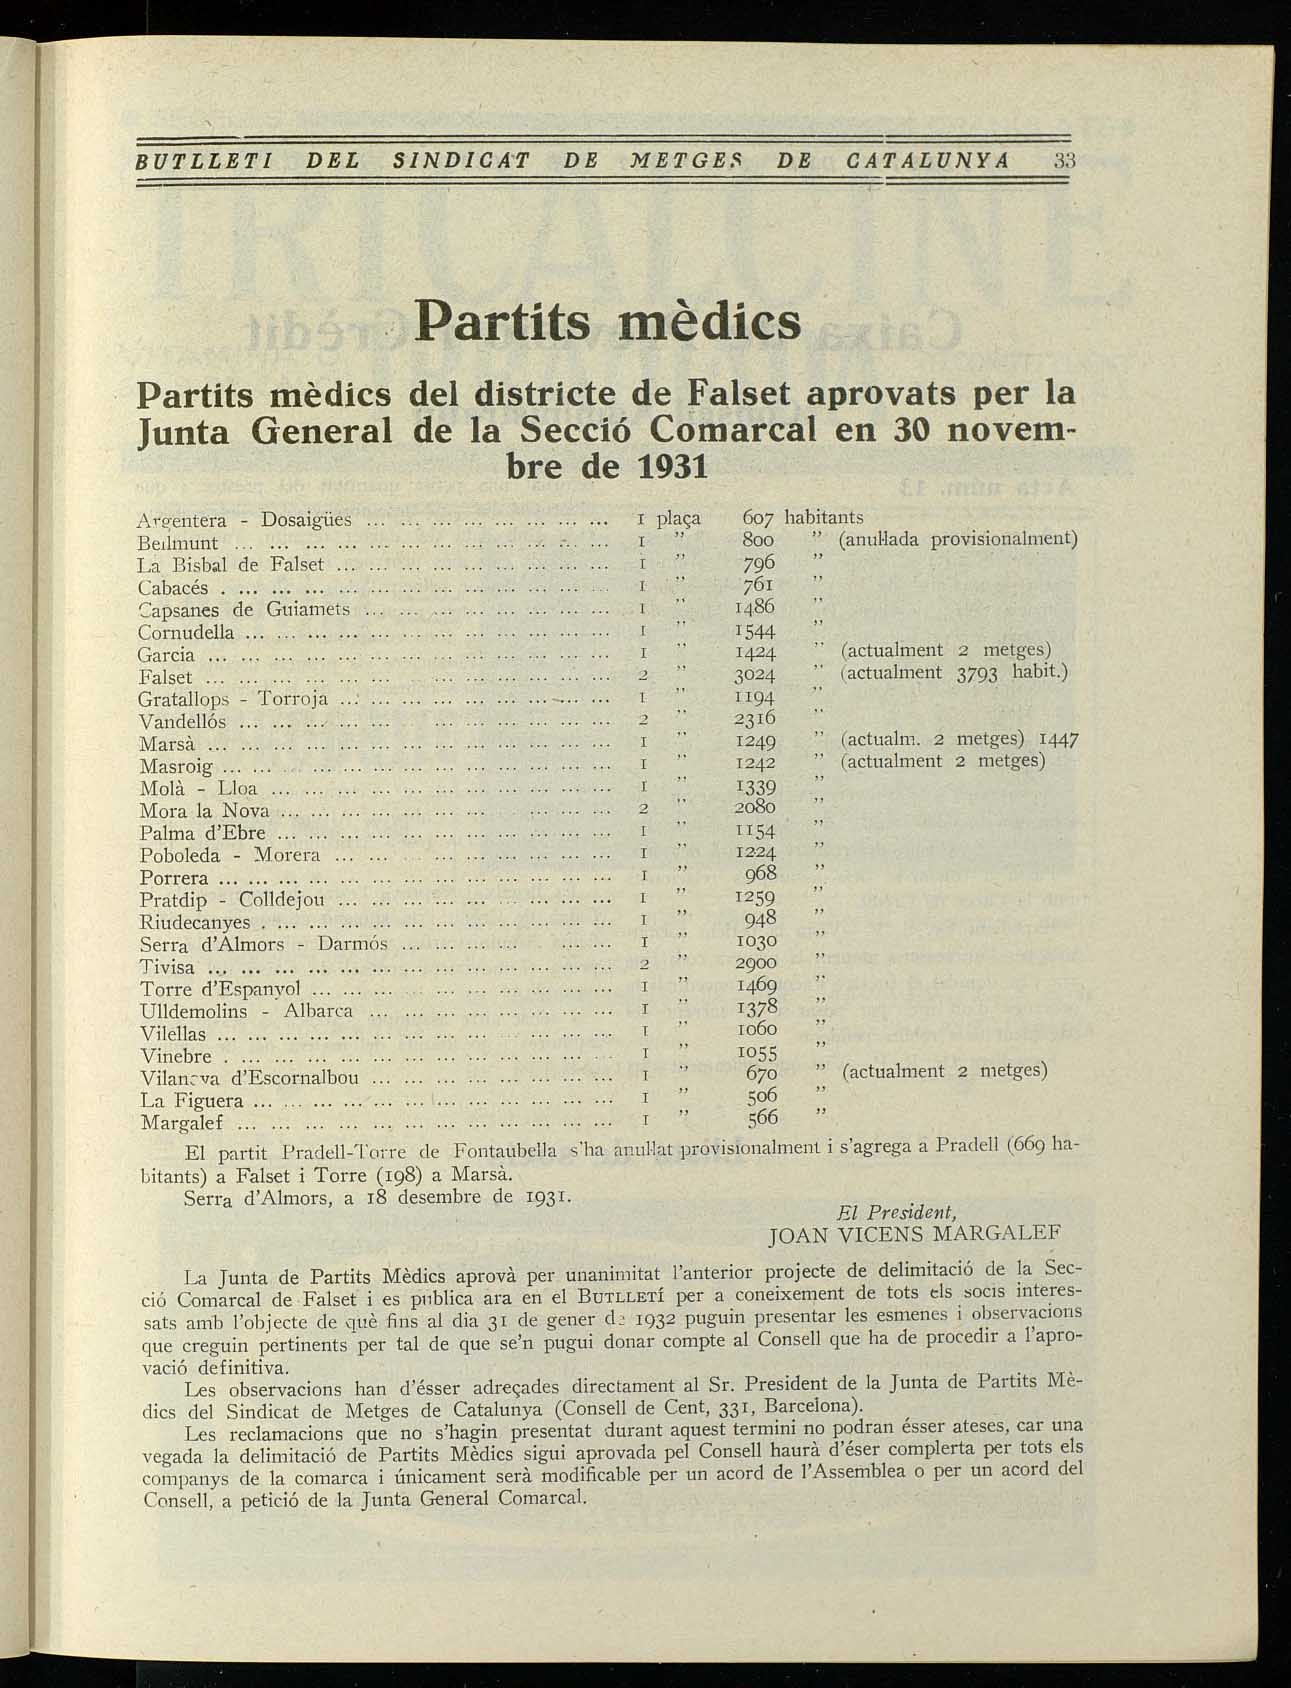 BUTLLETI DEL SINDICAT DE METGES DE CATALUNYA 33
Partits mèdics
Partits mèdics del districte de Falset aprovats per la
Junta General de la Secció Comarcal en 30 novem-
bre de 1931
Argentera - Dosaigües ... ... ... ... ... ... ... ... 1 plaça 607 habitants
Bellmunt ... ... ... ... ... ... ... ... ... ... ... ... 1 " 800 " (anul·lada provisionalment)
La Bisbal de Falset ... ... ... ... ... ... ... ... ... 1 " 796 "
Cabacés . ... ... ... ... ... ... ... ... ... ... ... ... 1 " 761 "
Capsanes de Guiamets ... ... ... ... ... ... ... ... 1 " 1486 "
Cornudella ... ... ... ... ... ... ... ... ... ... ... ... 1 " 1544 "
Garcia ... ... ... ... ... ... ... ... ... ... ... ... ... 1 " 1424 " (actualment 2 metges)
Falset ... ... ... ... ... ... ... ... ... ... ... ... ... 2 " 3024 " (actualment 3793 habit.)
Gratallops - Torroja ... ... ... ... ... ... ... ... ... 1 " 1194 "
Vandellós ... ... ... ... ... ... ... ... ... ... ... ... 2 " 2316 "
Marsà ... ... ... ... ... ... ... ... ... ... ... ... ... 1 " 1249 " (actualm. 2 metges) 1447
Masroig ... ... ... ... ... ... ... ... ... ... ... ... 1 " 1242 " (actualment 2 metges)
Molà - Lloa ... ... ... ... ... ... ... ... ... ... ... 1 " 1339 "
Mora la Nova ... ... ... ... ... ... ... ... ... ... 2 " 2080 "
Palma d'Ebre ... ... ... ... ... ... ... ... ... ... ... 1 " 1154 "
Poboleda - Morera ... ... ... ... ... ... ... ... ... 1 " 1224 "
Porrera ... ... ... ... ... ... ... ... ... ... ... ... ... 1 " 968 "
Pratdip - Colldejou ... ... ... ... ... ... ... ... ... 1 " 1259 "
Riudecanyes . ... ... ... ... ... ... ... ... ... ... ... 1 " 948 "
Serra d'Almors - Darmós ... ... ... ... ... ... 1 " 1030 "
Tivisa ... ... ... ... ... ... ... ... ... ... ... ... ... 2 " 2900 "
Torre d'Espanyol ... ... ... ... ... ... ... ... ... 1 " 1469 "
Ulldemolins - Albarca ... ... ... ... ... ... ... ... 1 " 1378 "
Vilellas ... ... ... ... ... ... ... ... ... ... ... ... ... 1 " 1060 "
Vinebre . ... ... ... ... ... ... ... ... ... ... ... ... 1 " 1055 "
Vilanova d'Escornalbou ... ... ... ... ... ... ... ... 1 " 670 " (actualment 2 metges)
La Figuera ... ... ... ... ... ... ... ... ... ... ... ... 1 " 506 "
Margalef ... ... ... ... ... ... ... ... ... ... ... ... 1 " 566 "
El partit Pradell-Torre de Fontaubella s'ha anul·lat provisionalment i s'agrega a Pradell (669 ha-
bitants) a Falset i Torre (198) a Marsà.
Serra d'Almors, a 18 desembre de 1931.
El President,
JOAN VICENS MARGALEF
La Junta de Partits Mèdics aprovà per unanimitat l'anterior projecte de delimitació de la Sec-
ció Comarcal de Falset i es publica ara en el BUTLLETÍ per a coneixement de tots els socis interes-
sats amb l'objecte de què fins al dia 31 de gener de 1932 puguin presentar les esmenes i observacions
que creguin pertinents per tal de que se'n pugui donar compte al Consell que ha de procedir a l'apro-
vació definitiva.
Les observacions han d'ésser adreçades directament al Sr. President de la Junta de Partits Mè-
dics del Sindicat de Metges de Catalunya (Consell de Cent, 331, Barcelona).
Les reclamacions que no s'hagin presentat durant aquest termini no podran ésser ateses, car una
vegada la delimitació de Partits Mèdics sigui aprovada pel Consell haurà d'éser complerta per tots els
companys de la comarca i únicament serà modificable per un acord de l'Assemblea o per un acord del
Consell, a petició de la Junta General Comarcal.